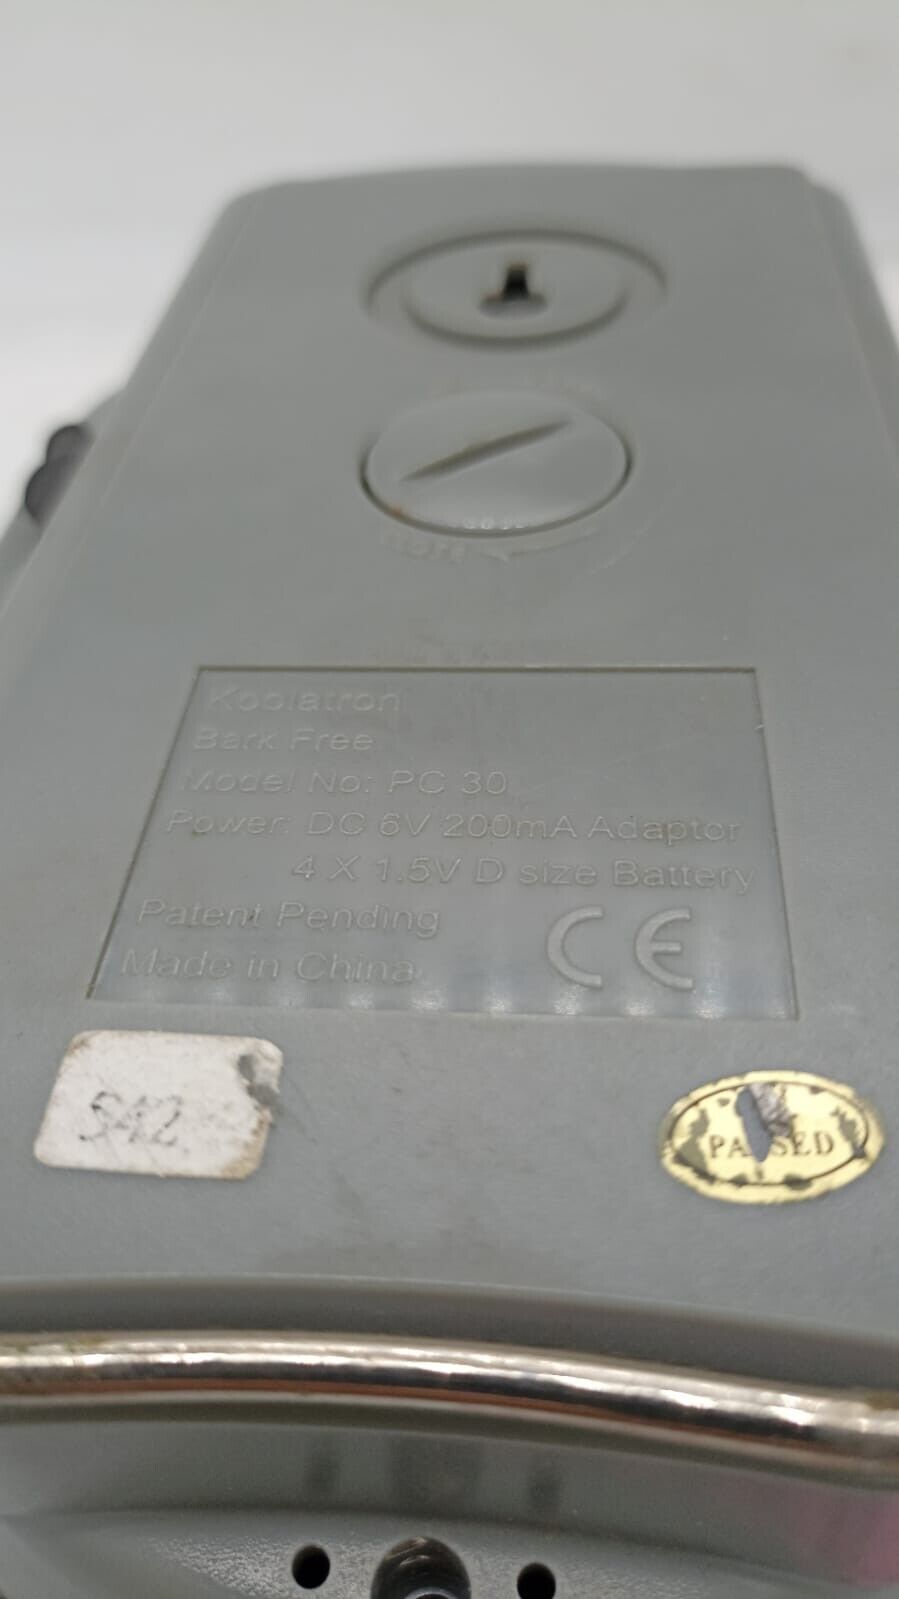 Koolatron
Bark Free
Model No: PC 30
Power: DC 6V 200mA Adaptor
4 X 1.5V D size Battery
Patent Pending
Made in China
CE
542
PASSED